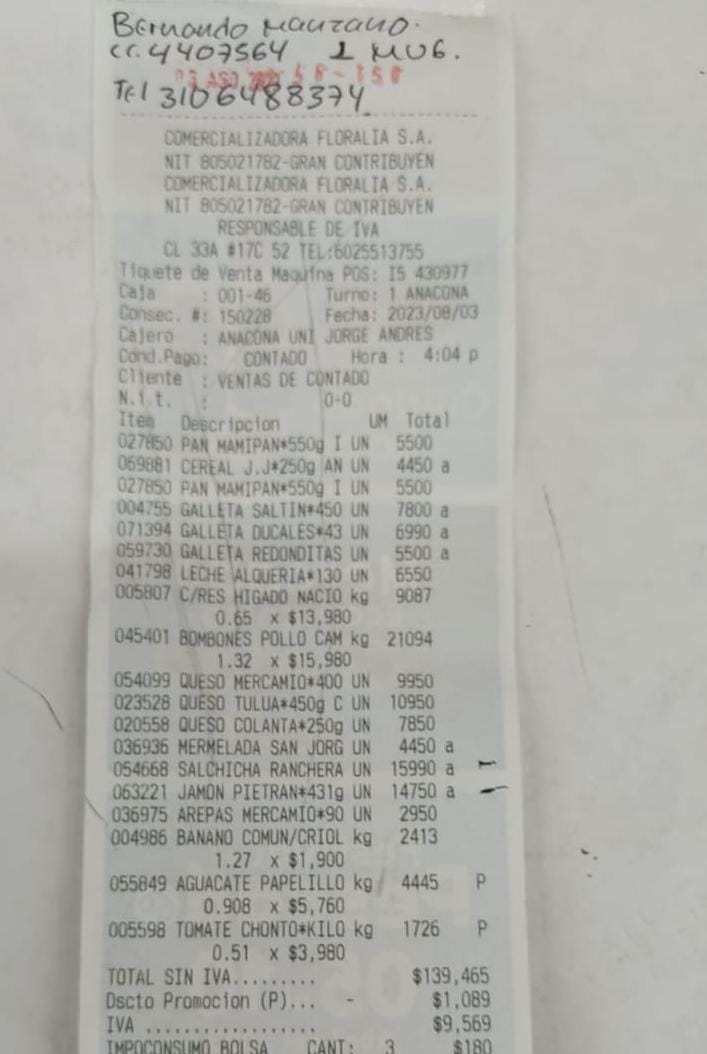 Bernardo Manzano.
cc. 4407564 1 MUG.
Tel 3106488374
COMERCIALIZADORA FLORALIA S.A.
NIT 805021782-GRAN CONTRIBUYEN
COMERCIALIZADORA FLORALIA S.A.
NIT 805021782-GRAN CONTRIBUYEN
RESPONSABLE DE IVA
CL 33A #17C 52 TEL:6025513755
Tiquete de Venta Maquina POS: I5 430977
Caja : 001-46 Turno: 1 ANACONA
Consec. #: 150228 Fecha: 2023/08/03
Cajero : ANACONA UNI JORGE ANDRES
Cond.Pago: CONTADO Hora : 4:04 p
Cliente : VENTAS DE CONTADO
N.i.t. : 0-0
Item Descripcion UM Total
027850 PAN MAMIPAN*550g I UN 5500
069881 CEREAL J.J*250g AN UN 4450 a
027850 PAN MAMIPAN*550g I UN 5500
004755 GALLETA SALTIN*450 UN 7800 a
071394 GALLETA DUCALES*43 UN 6990 a
059730 GALLETA REDONDITAS UN 5500 a
041798 LECHE ALQUERIA*130 UN 6550
005807 C/RES HIGADO NACIO kg 9087
0.65 x $13,980
045401 BOMBONES POLLO CAM kg 21094
1.32 x $15,980
054099 QUESO MERCAMIO*400 UN 9950
023528 QUESO TULUA*450g C UN 10950
020558 QUESO COLANTA*250g UN 7850
036936 MERMELADA SAN JORG UN 4450 a
054668 SALCHICHA RANCHERA UN 15990 a
063221 JAMON PIETRAN*431g UN 14750 a
036975 AREPAS MERCAMIO*90 UN 2950
004986 BANANO COMUN/CRIOL kg 2413
1.27 x $1,900
055849 AGUACATE PAPELILLO kg 4445 P
0.908 x $5,760
005598 TOMATE CHONTO*KILO kg 1726 P
0.51 x $3,980
TOTAL SIN IVA......... $139,465
Dscto Promocion (P)... - $1,089
IVA .................. $9,569
IMPOCONSUMO BOLSA CANT: 3 $180